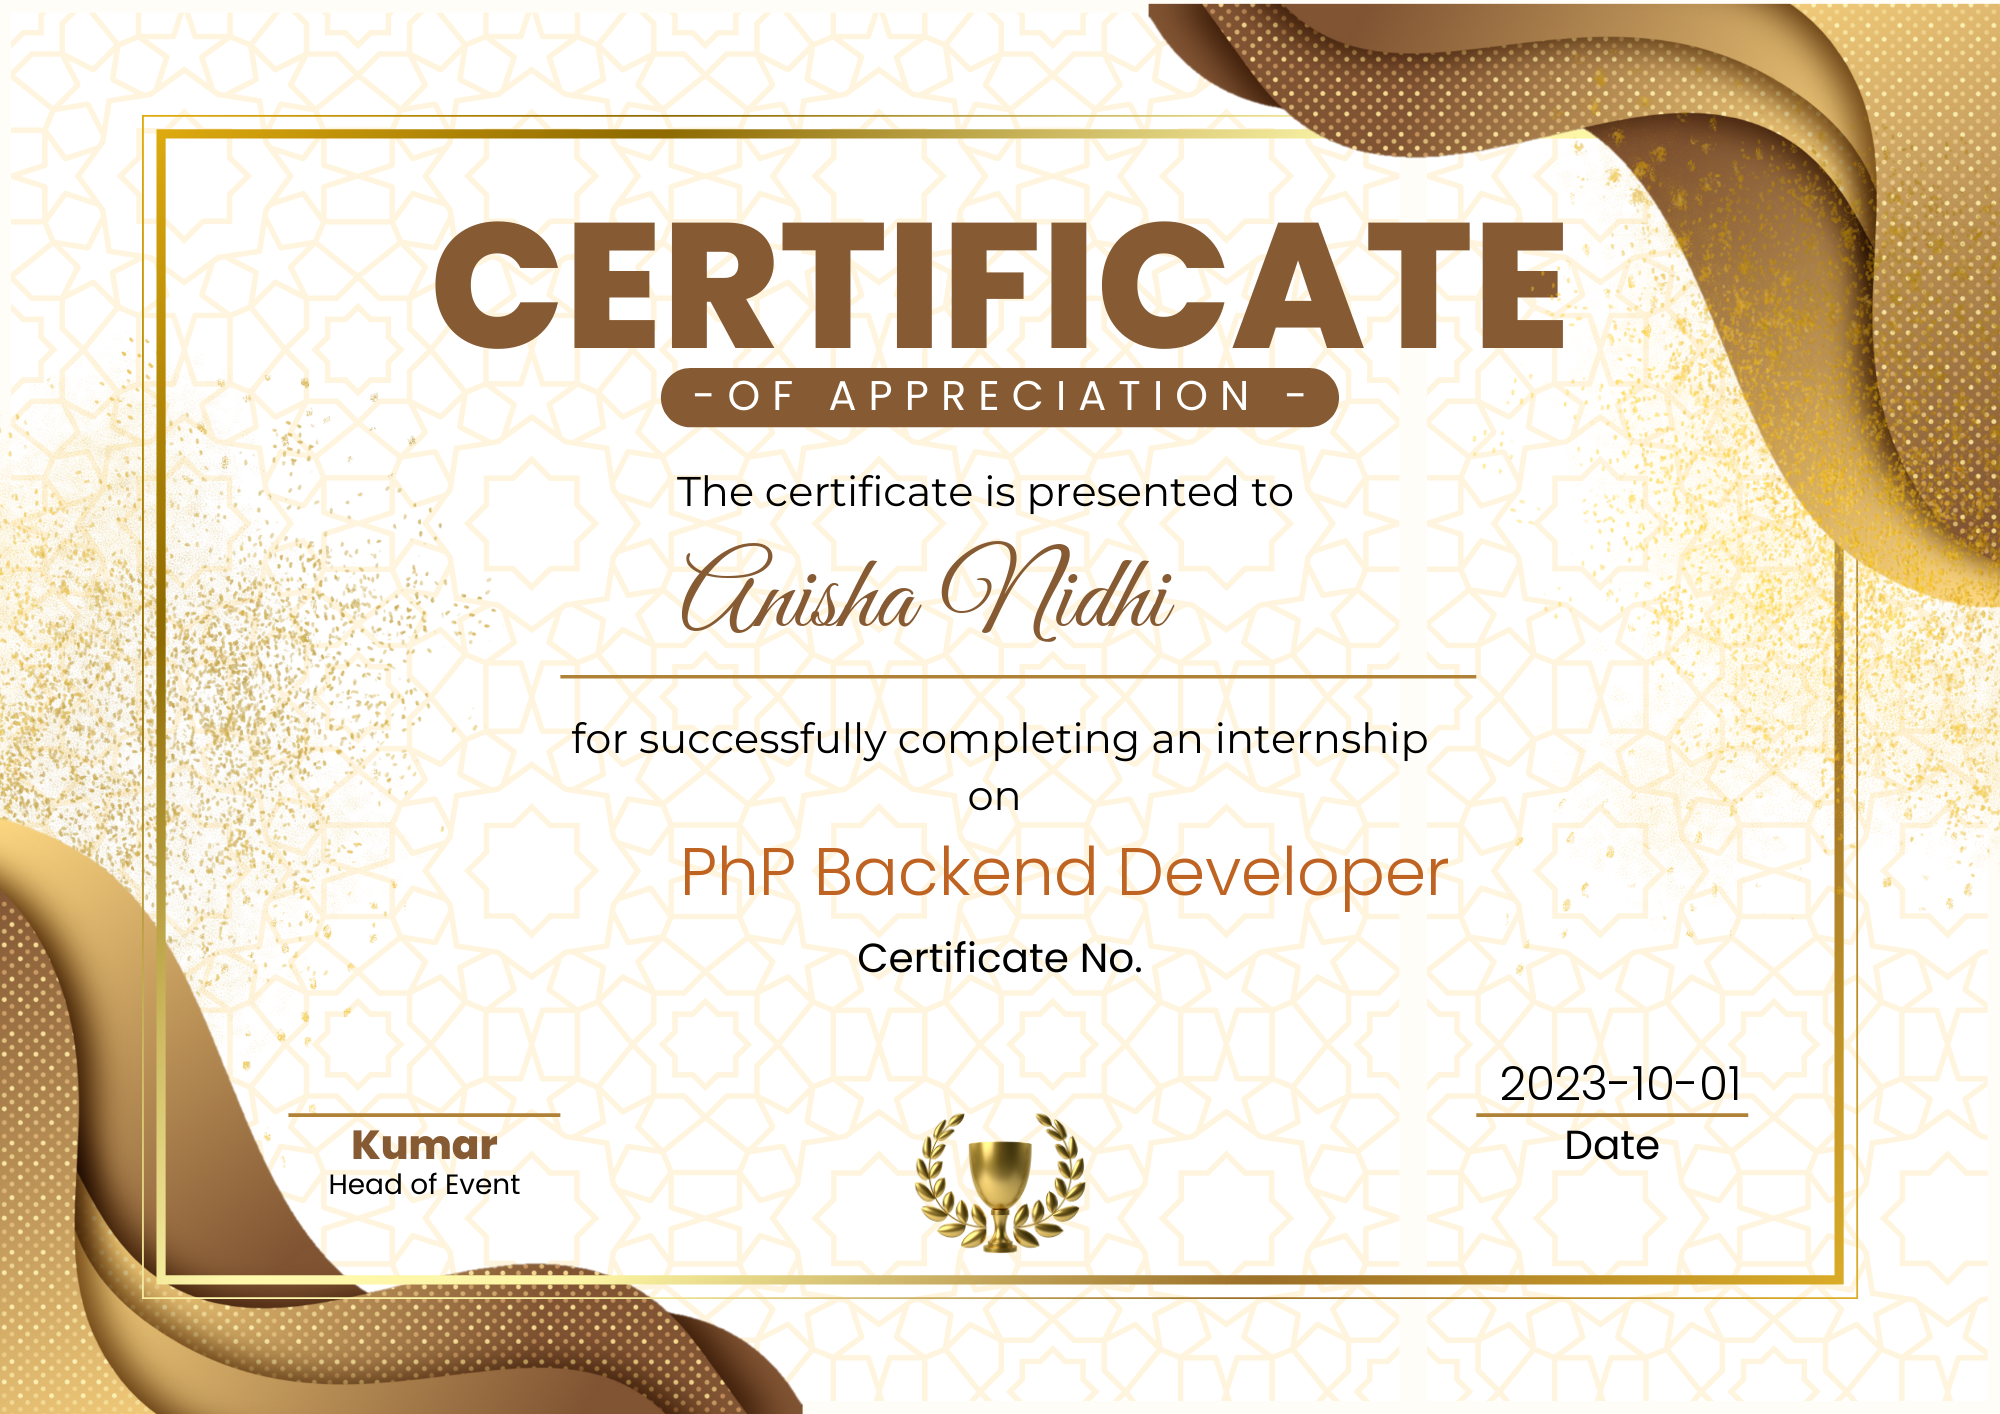 CERTIFICATE
-OF APPRECIATION -
The certificate is presented to
Anisha Nidhi
for successfully completing an internship
on
PhP Backend Developer
Certificate No.
2023-10-01
Kumar
Head of Event
Date